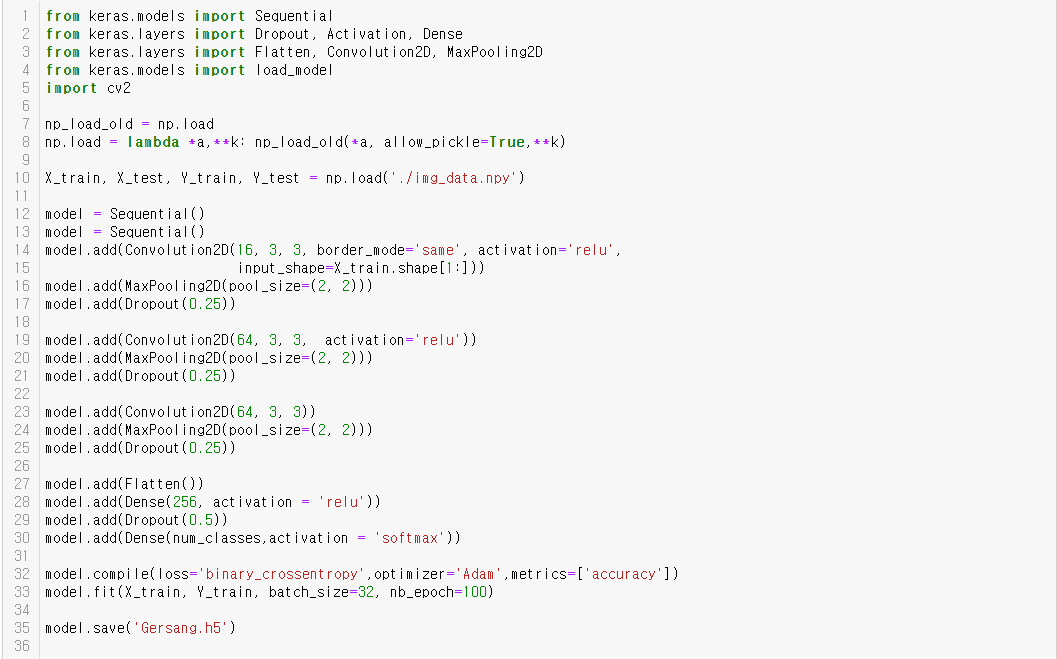 1 from keras.models import Sequential
2 from keras.layers import Dropout, Activation, Dense
3 from keras.layers import Flatten, Convolution2D, MaxPooling2D
4 from keras.models import load_model
5 import cv2
6
7 np_load_old = np.load
8 np.load = lambda *a,**k: np_load_old(*a, allow_pickle=True,**k)
9
10 X_train, X_test, Y_train, Y_test = np.load('./img_data.npy')
11
12 model = Sequential()
13 model = Sequential()
14 model.add(Convolution2D(16, 3, 3, border_mode='same', activation='relu',
15                         input_shape=X_train.shape[1:]))
16 model.add(MaxPooling2D(pool_size=(2, 2)))
17 model.add(Dropout(0.25))
18
19 model.add(Convolution2D(64, 3, 3,  activation='relu'))
20 model.add(MaxPooling2D(pool_size=(2, 2)))
21 model.add(Dropout(0.25))
22
23 model.add(Convolution2D(64, 3, 3))
24 model.add(MaxPooling2D(pool_size=(2, 2)))
25 model.add(Dropout(0.25))
26
27 model.add(Flatten())
28 model.add(Dense(256, activation = 'relu'))
29 model.add(Dropout(0.5))
30 model.add(Dense(num_classes,activation = 'softmax'))
31
32 model.compile(loss='binary_crossentropy',optimizer='Adam',metrics=['accuracy'])
33 model.fit(X_train, Y_train, batch_size=32, nb_epoch=100)
34
35 model.save('Gersang.h5')
36